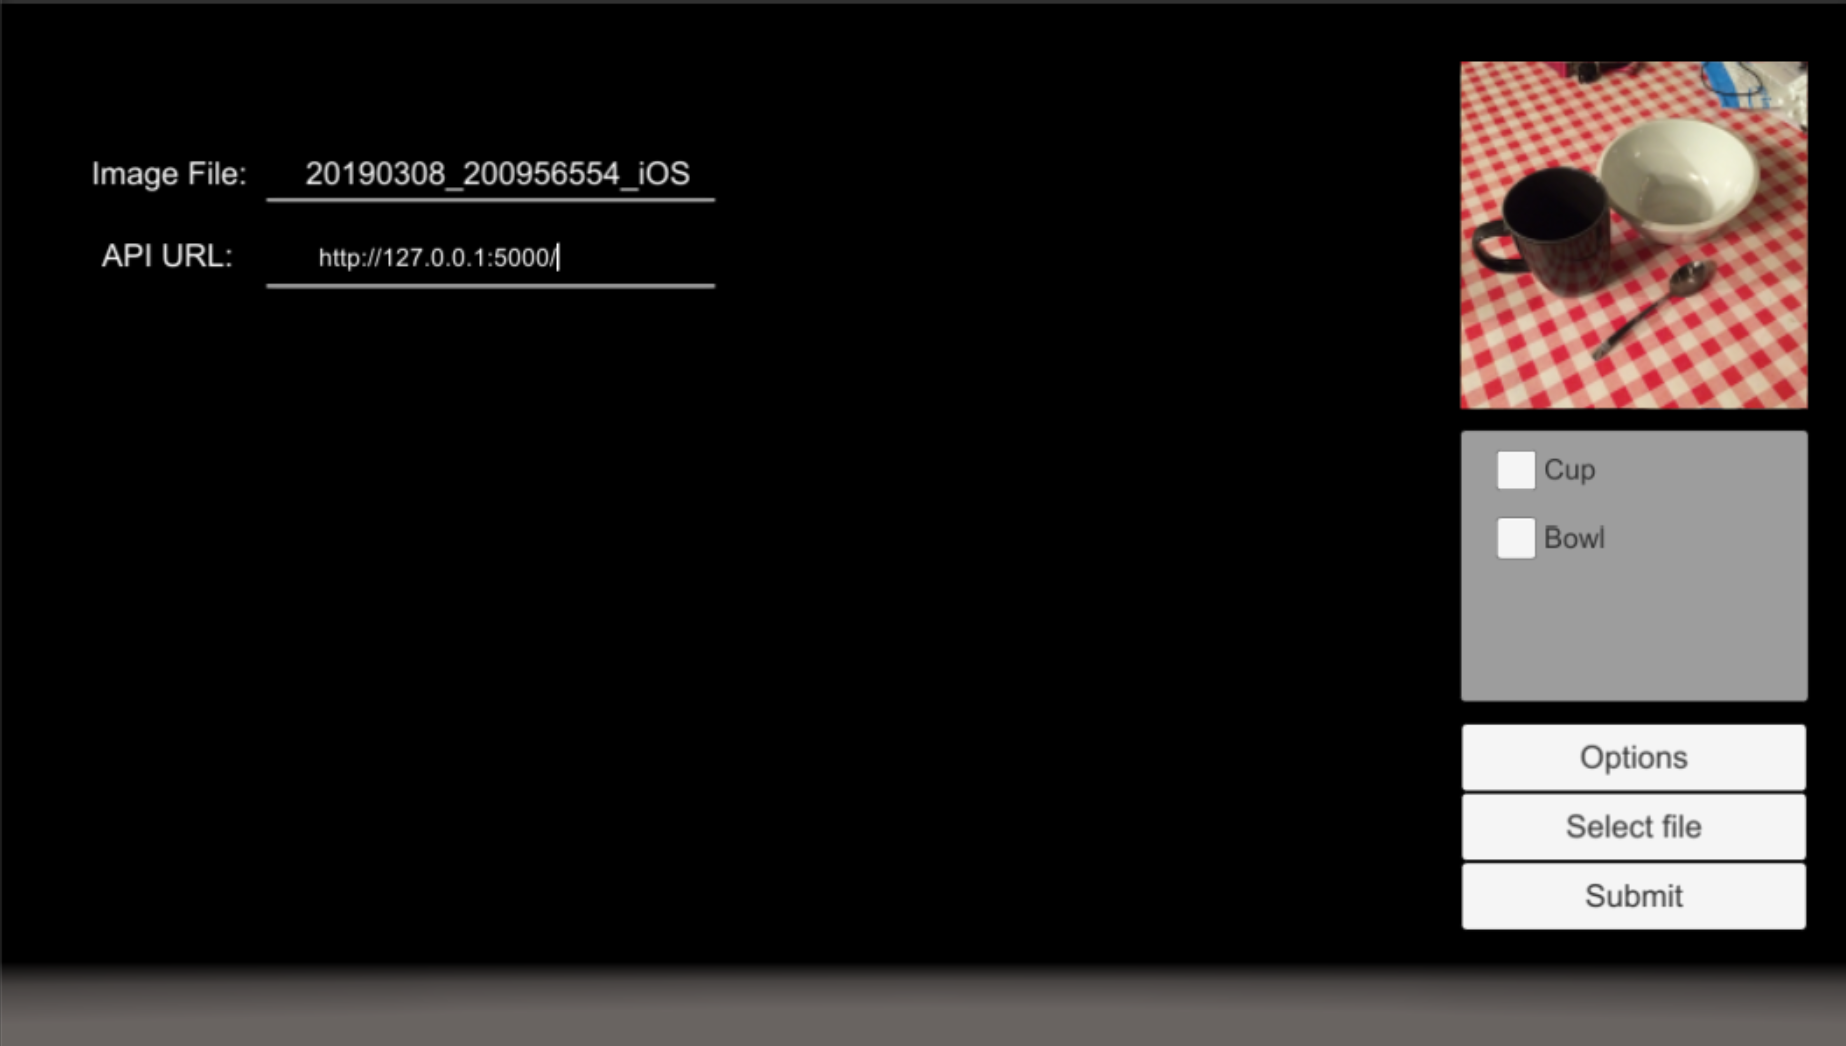 Image File: 20190308_200956554_iOS
API URL: http://127.0.0.1:5000/
Cup
Bowl
Options
Select file
Submit